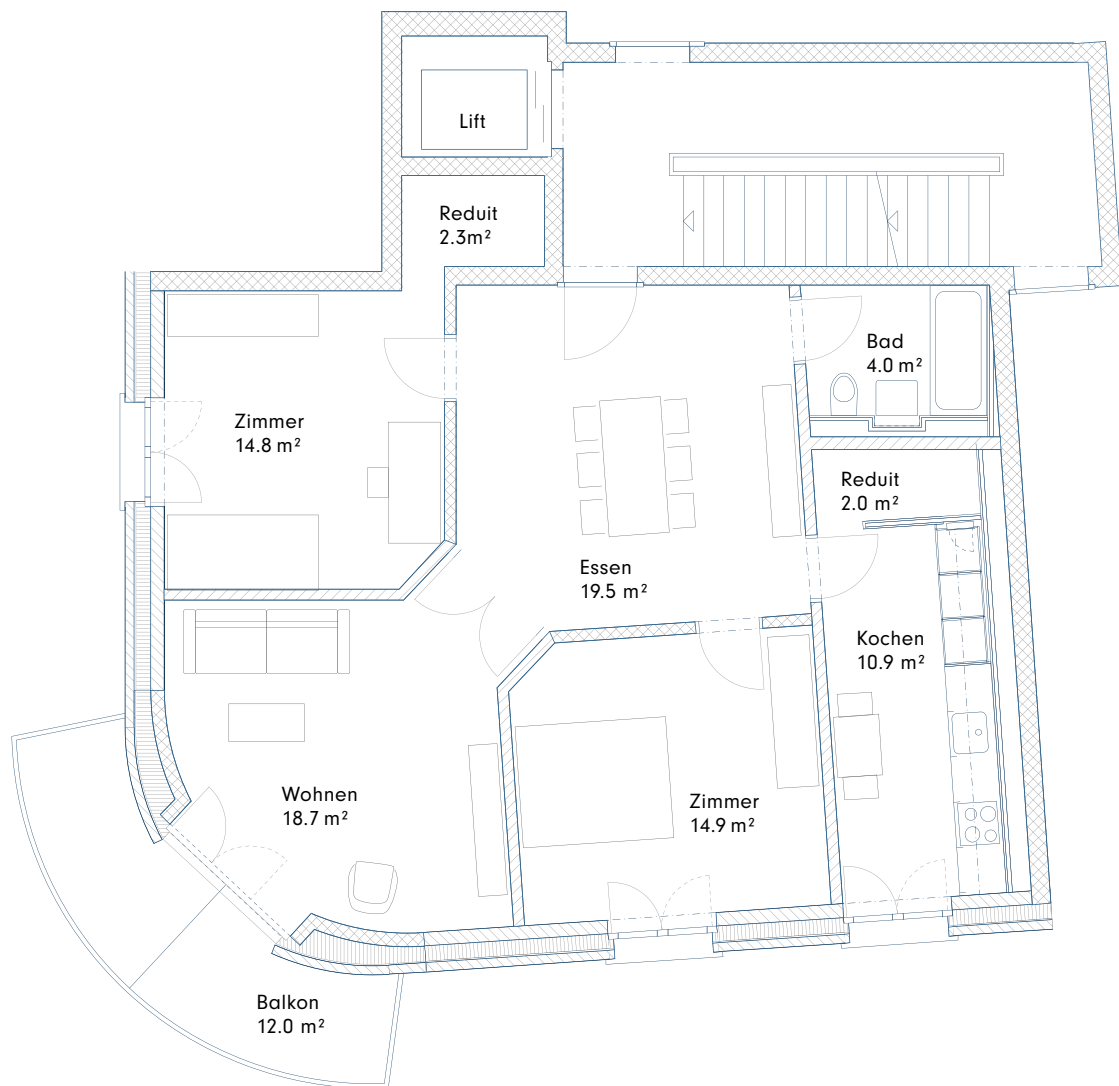 Lift
Reduit
2.3m²
Bad
4.0 m²
Zimmer
14.8 m²
Reduit
2.0 m²
Essen
19.5 m²
Kochen
10.9 m²
Wohnen
18.7 m²
Zimmer
14.9 m²
Balkon
12.0 m²